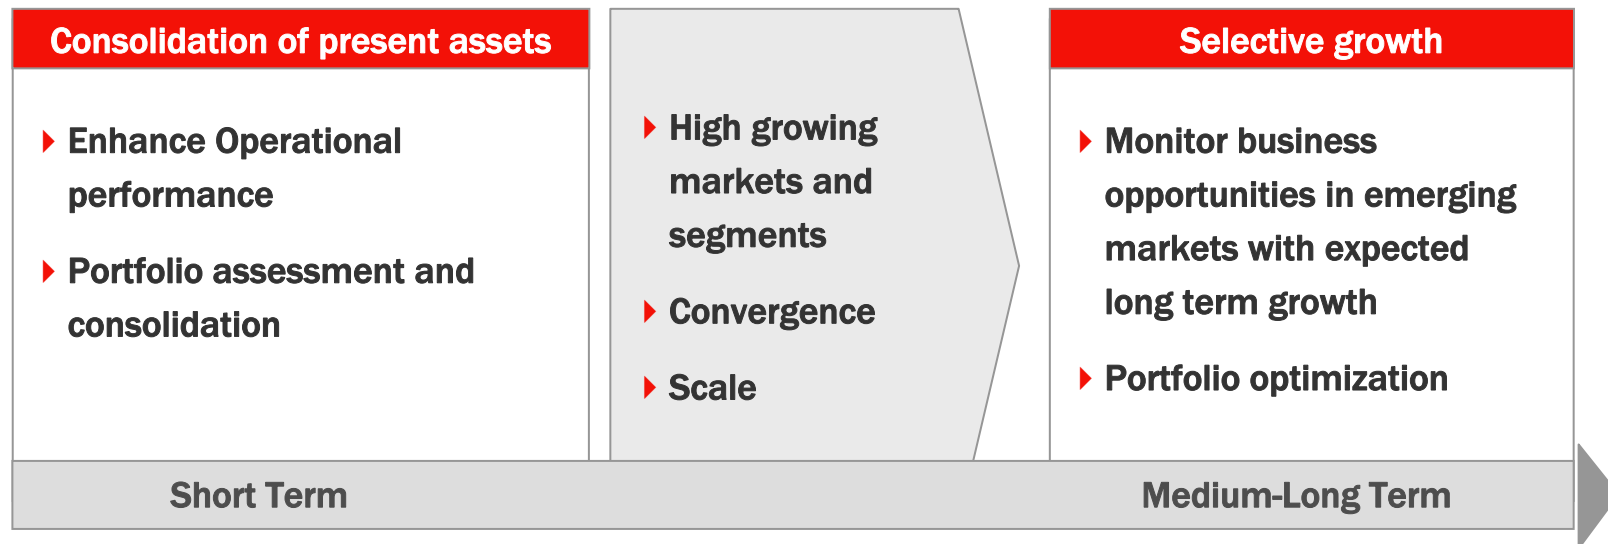 Consolidation of present assets
Enhance Operational
performance
Portfolio assessment and
consolidation
High growing
markets and
segments
Convergence
Scale
Selective growth
Monitor business
opportunities in emerging
markets with expected
long term growth
Portfolio optimization
Short Term
Medium-Long Term